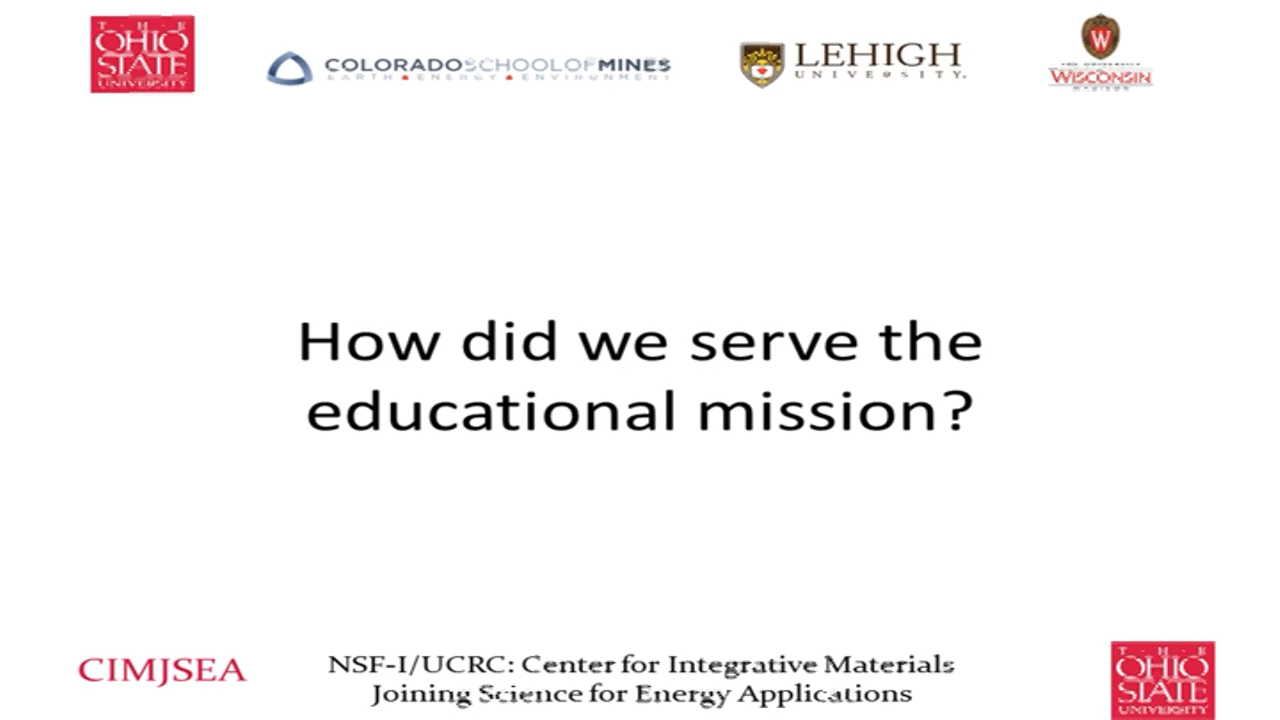 THE
OHIO
STATE
UNIVERSITY
COLORADOSCHOOLOFMINES
EARTH ENERGY ENVIRONMENT
LEHIGH
UNIVERSITY.
W
WISCONSIN
MADISON
How did we serve the
educational mission?
CIMJSEA
NSF-I/UCRC: Center for Integrative Materials
Joining Science for Energy Applications
THE
OHIO
STATE
UNIVERSITY